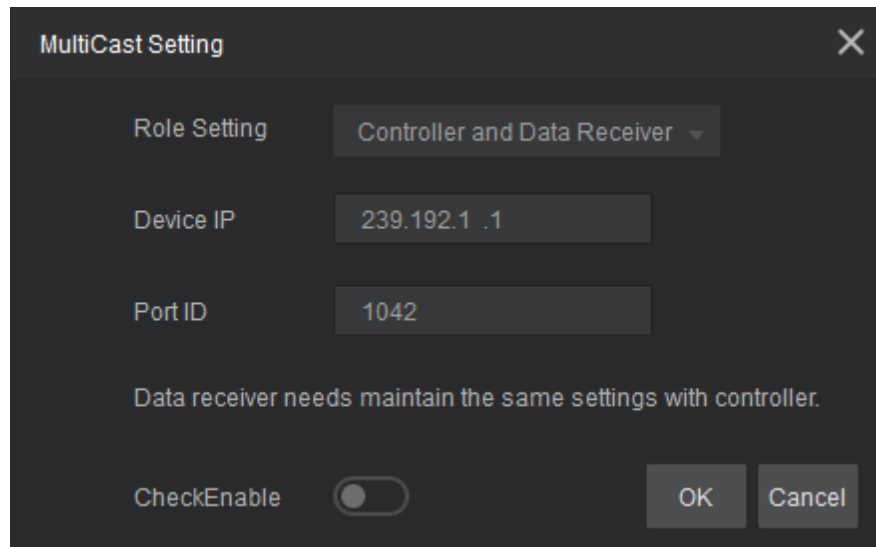 MultiCast Setting
Role Setting Controller and Data Receiver
Device IP 239.192.1 .1
Port ID 1042
Data receiver needs maintain the same settings with controller.
CheckEnable OK Cancel